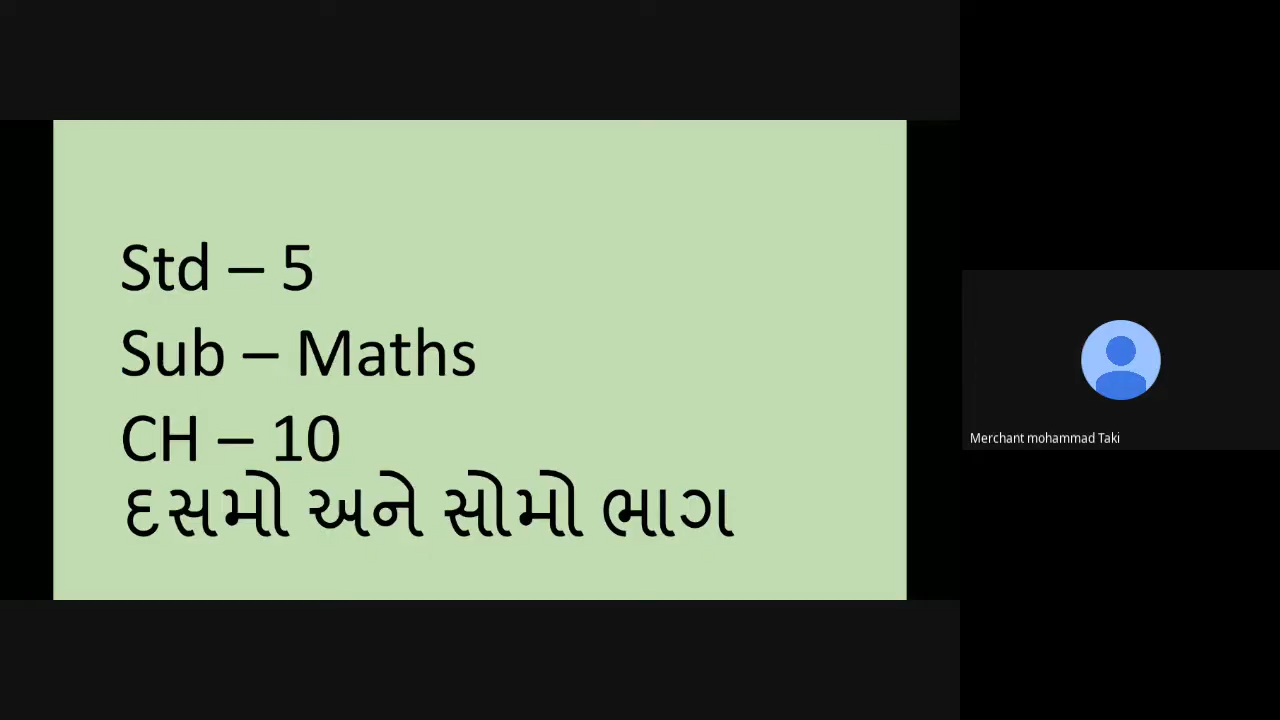 Std – 5
Sub – Maths
CH – 10
દસમો અને સોમો ભાગ
Merchant mohammad Taki